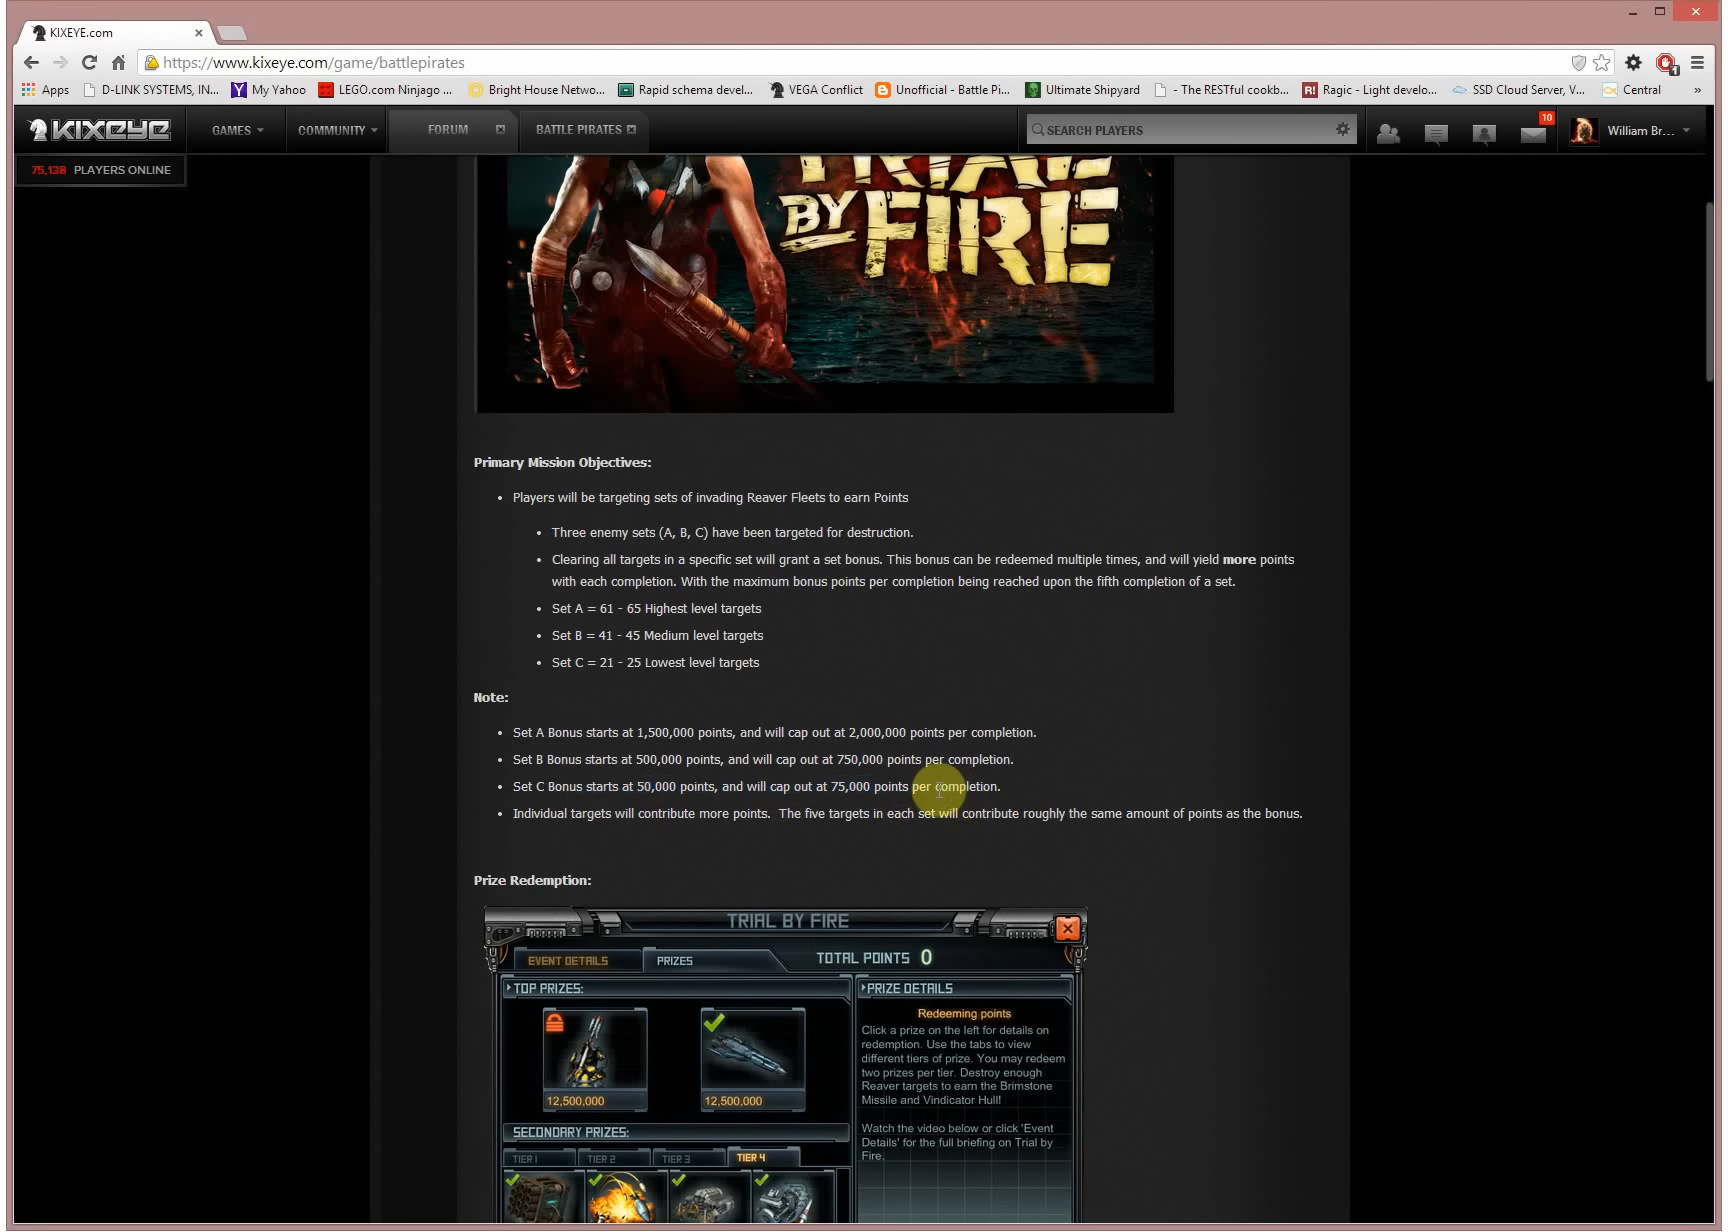 KIXEYE.com
https://www.kixeye.com/game/battlepirates
Apps D-LINK SYSTEMS, IN... My Yahoo LEGO.com Ninjago ... Bright House Netwo... Rapid schema devel... VEGA Conflict Unofficial - Battle Pi... Ultimate Shipyard - The RESTful cookb... Ragic - Light develo... SSD Cloud Server, V... Central »
KIXEYE GAMES COMMUNITY FORUM BATTLE PIRATES SEARCH PLAYERS 10 William Br...
75,138 PLAYERS ONLINE
TRIAL
BY FIRE
Primary Mission Objectives:
• Players will be targeting sets of invading Reaver Fleets to earn Points
• Three enemy sets (A, B, C) have been targeted for destruction.
• Clearing all targets in a specific set will grant a set bonus. This bonus can be redeemed multiple times, and will yield more points
with each completion. With the maximum bonus points per completion being reached upon the fifth completion of a set.
• Set A = 61 - 65 Highest level targets
• Set B = 41 - 45 Medium level targets
• Set C = 21 - 25 Lowest level targets
Note:
• Set A Bonus starts at 1,500,000 points, and will cap out at 2,000,000 points per completion.
• Set B Bonus starts at 500,000 points, and will cap out at 750,000 points per completion.
• Set C Bonus starts at 50,000 points, and will cap out at 75,000 points per completion.
• Individual targets will contribute more points. The five targets in each set will contribute roughly the same amount of points as the bonus.
Prize Redemption:
TRIAL BY FIRE
EVENT DETAILS PRIZES TOTAL POINTS 0
TOP PRIZES:
12,500,000 12,500,000
SECONDARY PRIZES:
TIER 1 TIER 2 TIER 3 TIER 4
PRIZE DETAILS
Redeeming points
Click a prize on the left for details on
redemption. Use the tabs to view
different tiers of prize. You may redeem
two prizes per tier. Destroy enough
Reaver targets to earn the Brimstone
Missile and Vindicator Hull!
Watch the video below or click 'Event
Details' for the full briefing on Trial by
Fire.